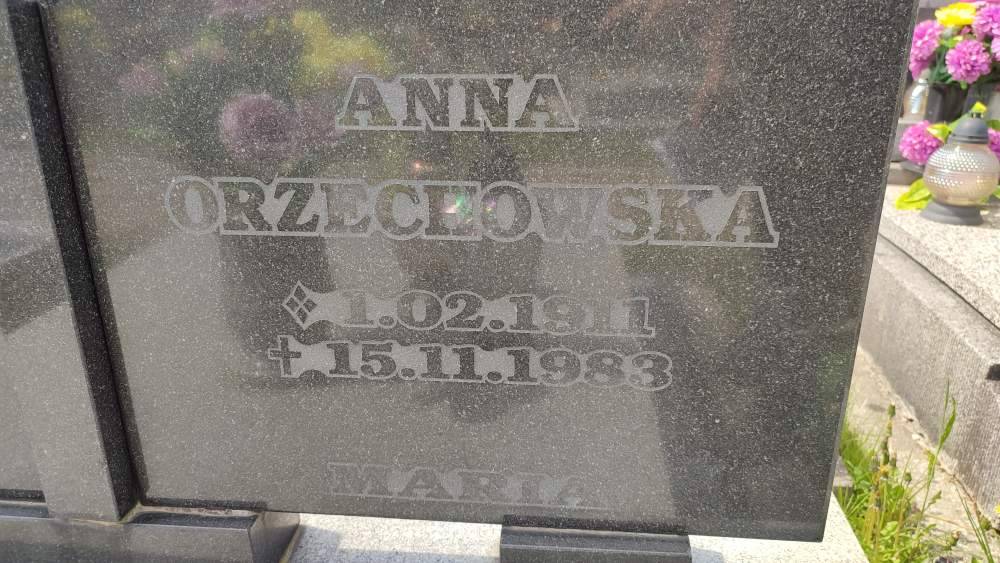 ANNA
ORZECHOWSKA
1.02.1911
✝ 15.11.1983
MARIA